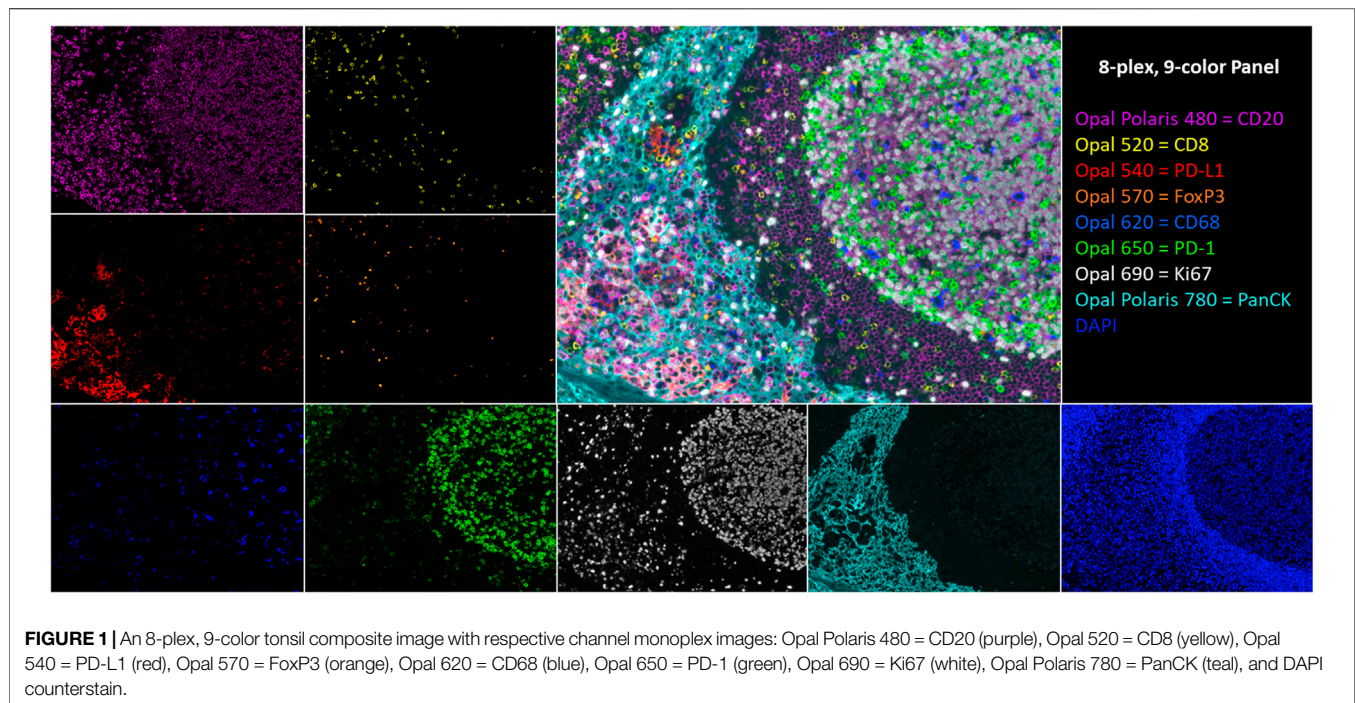 8-plex, 9-color Panel
Opal Polaris 480 = CD20
Opal 520 = CD8
Opal 540 = PD-L1
Opal 570 = FoxP3
Opal 620 = CD68
Opal 650 = PD-1
Opal 690 = Ki67
Opal Polaris 780 = PanCK
DAPI
FIGURE 1 | An 8-plex, 9-color tonsil composite image with respective channel monoplex images: Opal Polaris 480 = CD20 (purple), Opal 520 = CD8 (yellow), Opal
540 = PD-L1 (red), Opal 570 = FoxP3 (orange), Opal 620 = CD68 (blue), Opal 650 = PD-1 (green), Opal 690 = Ki67 (white), Opal Polaris 780 = PanCK (teal), and DAPI
counterstain.